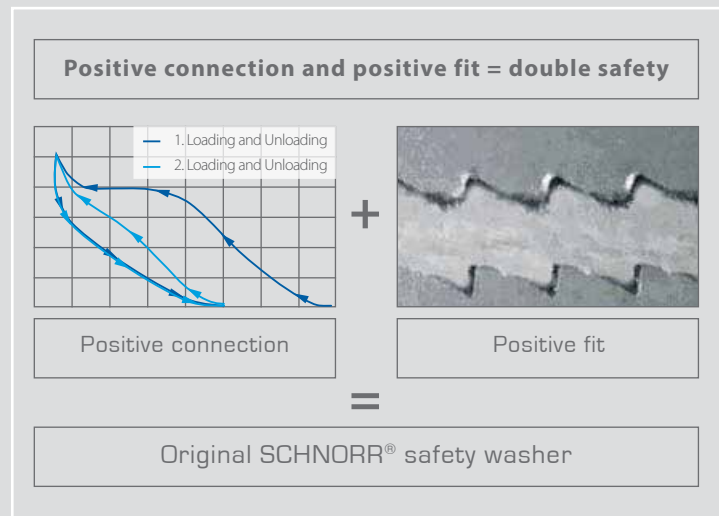 Positive connection and positive fit = double safety
1. Loading and Unloading
2. Loading and Unloading
+
Positive connection
Positive fit
=
Original SCHNORR® safety washer